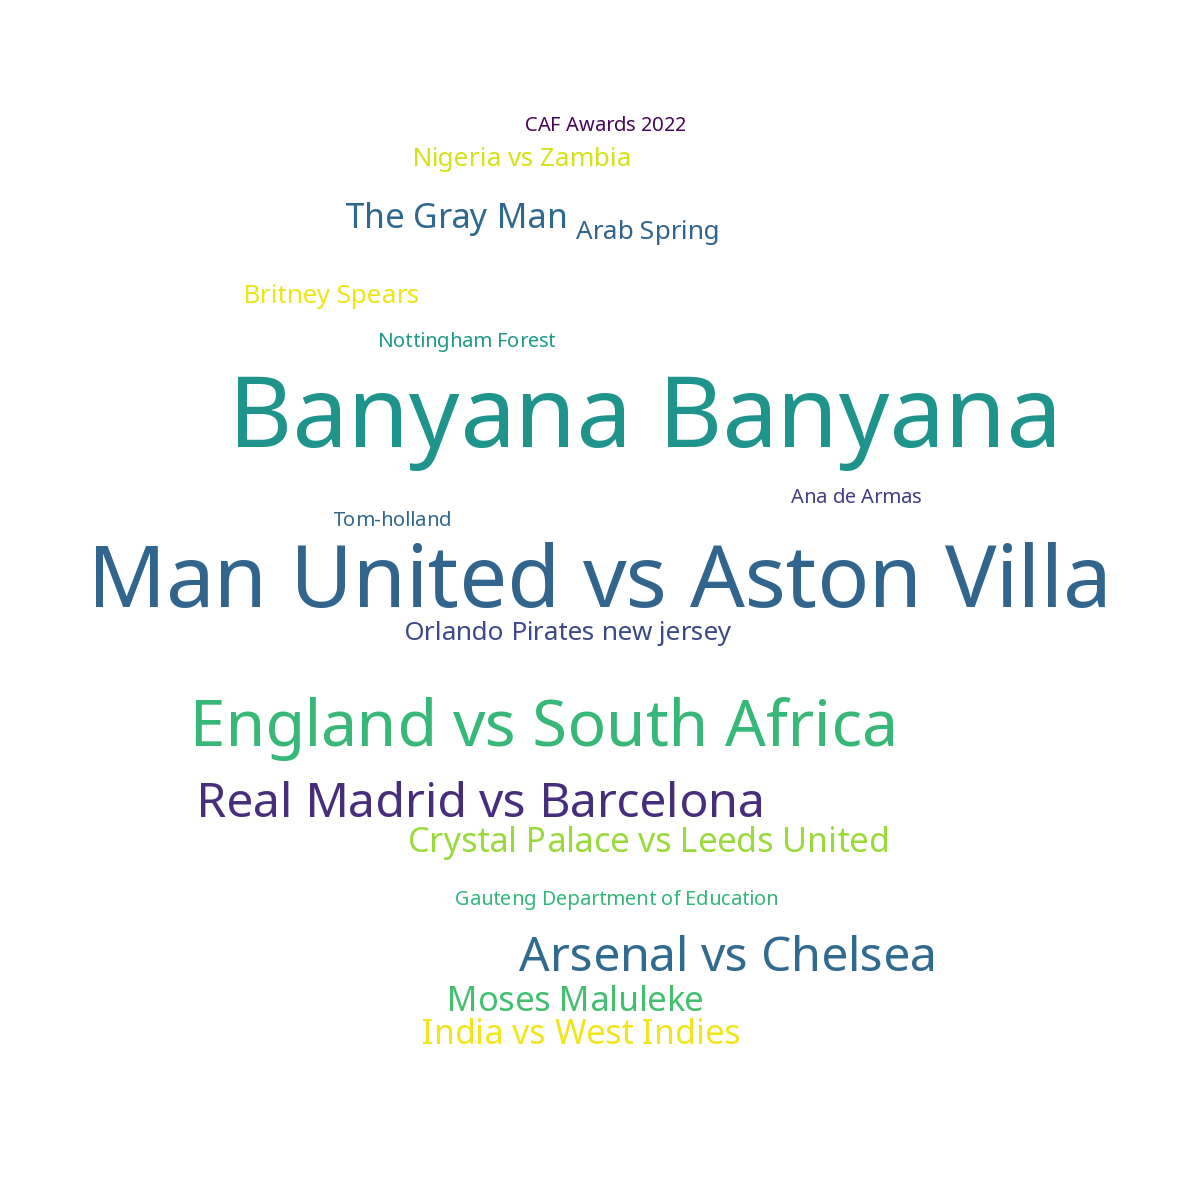 CAF Awards 2022
Nigeria vs Zambia
The Gray Man
Arab Spring
Britney Spears
Nottingham Forest
Banyana Banyana
Ana de Armas
Tom-holland
Man United vs Aston Villa
Orlando Pirates new jersey
England vs South Africa
Real Madrid vs Barcelona
Crystal Palace vs Leeds United
Gauteng Department of Education
Arsenal vs Chelsea
Moses Maluleke
India vs West Indies